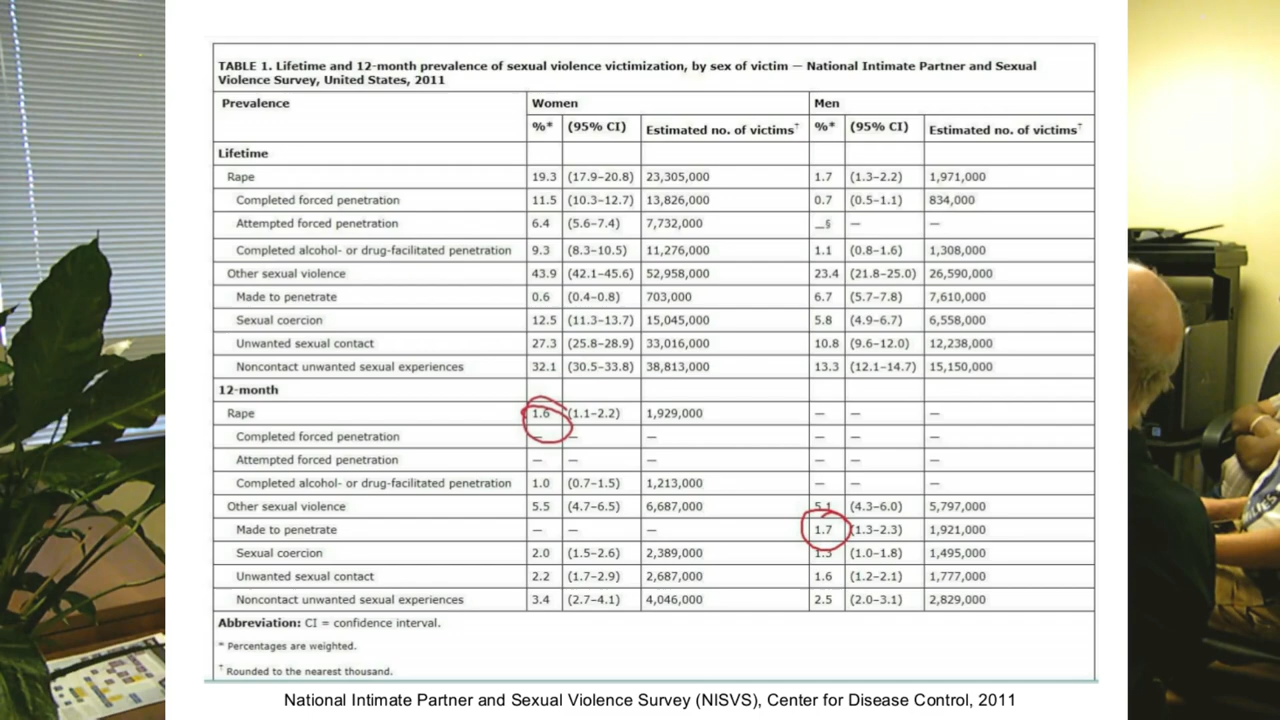 TABLE 1. Lifetime and 12-month prevalence of sexual violence victimization, by sex of victim — National Intimate Partner and Sexual
Violence Survey, United States, 2011
Prevalence Women Men
%* (95% CI) Estimated no. of victims† %* (95% CI) Estimated no. of victims†
Lifetime
Rape 19.3 (17.9–20.8) 23,305,000 1.7 (1.3–2.2) 1,971,000
Completed forced penetration 11.5 (10.3–12.7) 13,826,000 0.7 (0.5–1.1) 834,000
Attempted forced penetration 6.4 (5.6–7.4) 7,732,000 —§ — —
Completed alcohol- or drug-facilitated penetration 9.3 (8.3–10.5) 11,276,000 1.1 (0.8–1.6) 1,308,000
Other sexual violence 43.9 (42.1–45.6) 52,958,000 23.4 (21.8–25.0) 26,590,000
Made to penetrate 0.6 (0.4–0.8) 703,000 6.7 (5.7–7.8) 7,610,000
Sexual coercion 12.5 (11.3–13.7) 15,045,000 5.8 (4.9–6.7) 6,558,000
Unwanted sexual contact 27.3 (25.8–28.9) 33,016,000 10.8 (9.6–12.0) 12,238,000
Noncontact unwanted sexual experiences 32.1 (30.5–33.8) 38,813,000 13.3 (12.1–14.7) 15,150,000
12-month
Rape 1.6 (1.1–2.2) 1,929,000 — — —
Completed forced penetration — — — — — —
Attempted forced penetration — — — — — —
Completed alcohol- or drug-facilitated penetration 1.0 (0.7–1.5) 1,213,000 — — —
Other sexual violence 5.5 (4.7–6.5) 6,687,000 5.1 (4.3–6.0) 5,797,000
Made to penetrate — — — 1.7 (1.3–2.3) 1,921,000
Sexual coercion 2.0 (1.5–2.6) 2,389,000 1.3 (1.0–1.8) 1,495,000
Unwanted sexual contact 2.2 (1.7–2.9) 2,687,000 1.6 (1.2–2.1) 1,777,000
Noncontact unwanted sexual experiences 3.4 (2.7–4.1) 4,046,000 2.5 (2.0–3.1) 2,829,000
Abbreviation: CI = confidence interval.
* Percentages are weighted.
† Rounded to the nearest thousand.
National Intimate Partner and Sexual Violence Survey (NISVS), Center for Disease Control, 2011